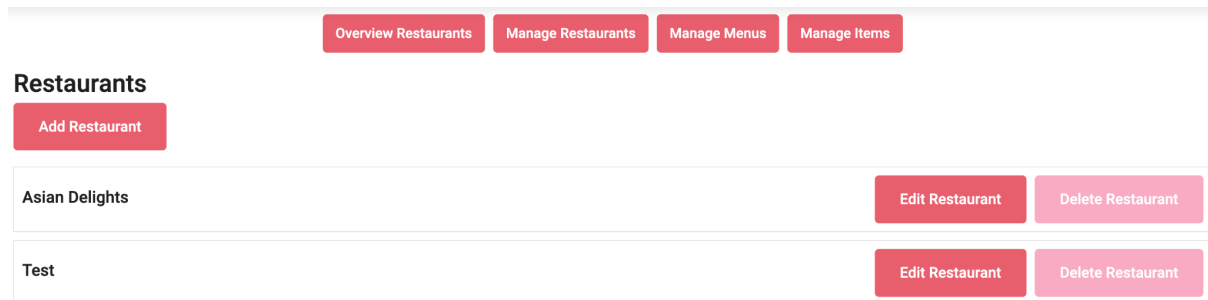 Overview Restaurants Manage Restaurants Manage Menus Manage Items
Restaurants
Add Restaurant
Asian Delights Edit Restaurant Delete Restaurant
Test Edit Restaurant Delete Restaurant